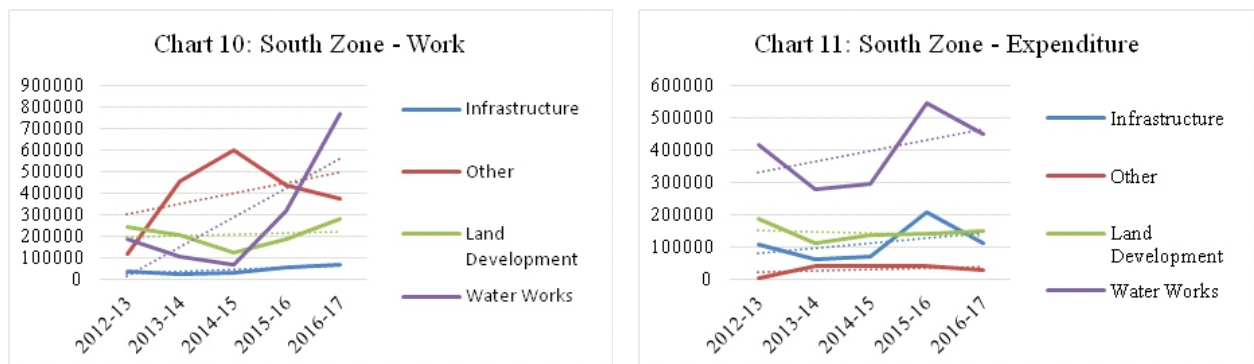 Chart 10: South Zone - Work
900000
800000
700000
600000
500000
400000
300000
200000
100000
0
2012-13
2013-14
2014-15
2015-16
2016-17
Infrastructure
Other
Land
Development
Water Works
Chart 11: South Zone - Expenditure
600000
500000
400000
300000
200000
100000
0
2012-13
2013-14
2014-15
2015-16
2016-17
Infrastructure
Other
Land
Development
Water Works